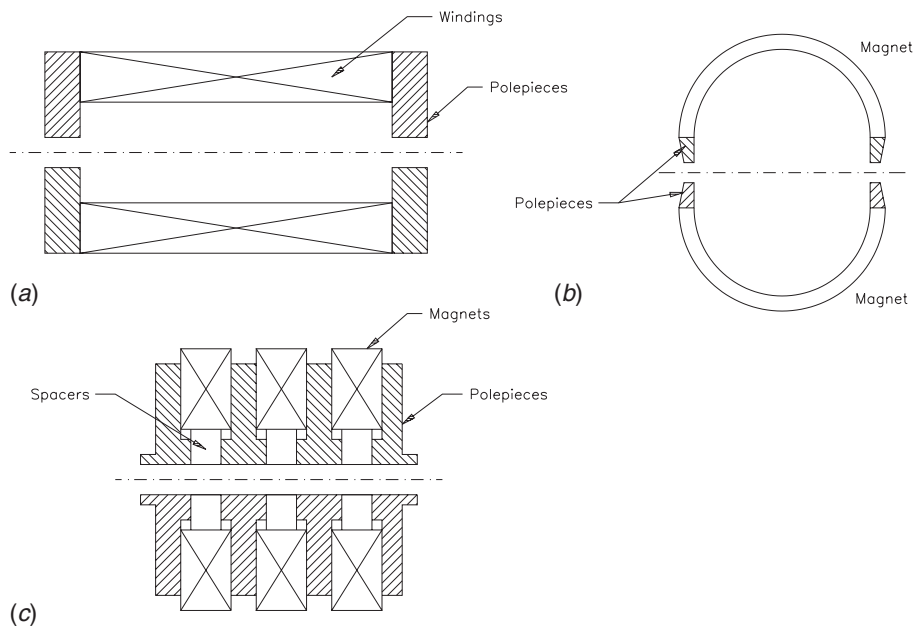 Windings
Polepieces
(a)
Magnet
Polepieces
Magnet
(b)
Magnets
Spacers
Polepieces
(c)